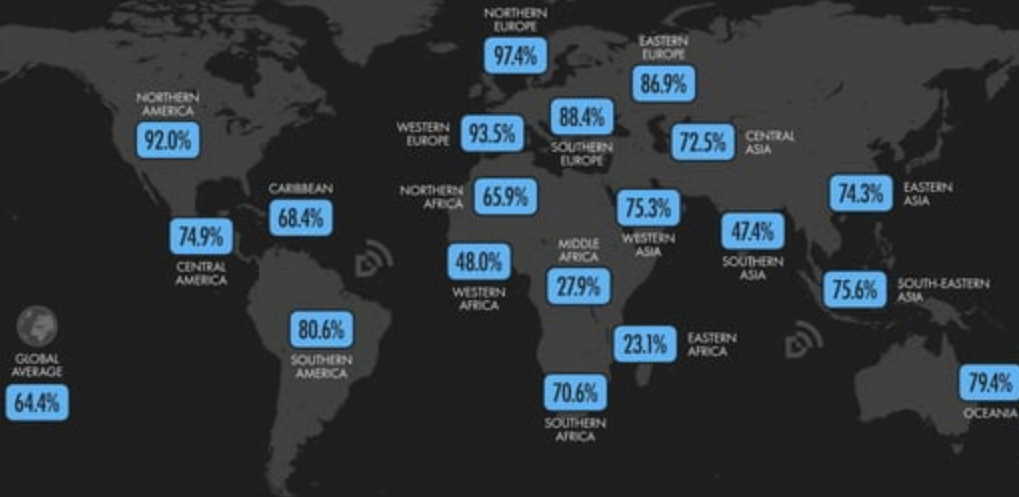 NORTHERN
EUROPE
97.4%
EASTERN
EUROPE
86.9%
NORTHERN
AMERICA
92.0%
WESTERN
EUROPE
93.5%
88.4%
SOUTHERN
EUROPE
72.5%
CENTRAL
ASIA
NORTHERN
AFRICA
65.9%
CARIBBEAN
68.4%
75.3%
WESTERN
ASIA
74.3%
EASTERN
ASIA
74.9%
CENTRAL
AMERICA
47.4%
SOUTHERN
ASIA
48.0%
WESTERN
AFRICA
MIDDLE
AFRICA
27.9%
75.6%
SOUTH-EASTERN
ASIA
80.6%
SOUTHERN
AMERICA
23.1%
EASTERN
AFRICA
GLOBAL
AVERAGE
64.4%
70.6%
SOUTHERN
AFRICA
79.4%
OCEANIA